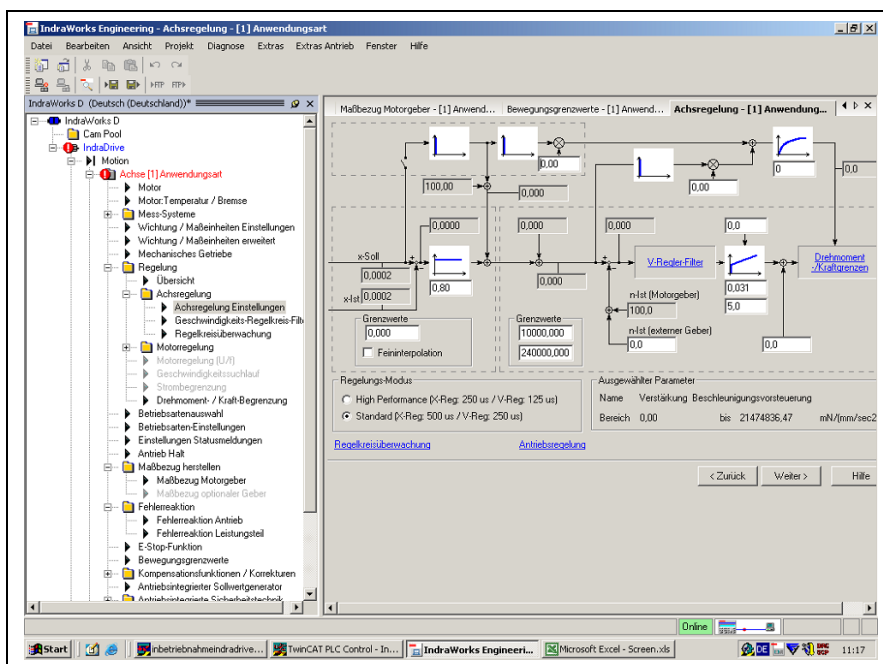 IndraWorks Engineering - Achsregelung - [1] Anwendungsart
Datei Bearbeiten Ansicht Projekt Diagnose Extras Extras Antrieb Fenster Hilfe
FTP FTP
IndraWorks D (Deutsch (Deutschland))*
IndraWorks D
Cam Pool
IndraDrive
Motion
Achse [1] Anwendungsart
Motor
Motor:Temperatur / Bremse
Mess-Systeme
Wichtung / Maßeinheiten Einstellungen
Wichtung / Maßeinheiten erweitert
Mechanisches Getriebe
Regelung
Übersicht
Achsregelung
Achsregelung Einstellungen
Geschwindigkeits-Regelkreis-Filt
Regelkreisüberwachung
Motorregelung
Motorregelung (U/f)
Geschwindigkeitssuchlauf
Strombegrenzung
Drehmoment- / Kraft-Begrenzung
Betriebsartenauswahl
Betriebsarten-Einstellungen
Einstellungen Statusmeldungen
Antrieb Halt
Maßbezug herstellen
Maßbezug Motorgeber
Maßbezug optionaler Geber
Fehlerreaktion
Fehlerreaktion Antrieb
Fehlerreaktion Leistungsteil
E-Stop-Funktion
Bewegungsgrenzwerte
Kompensationsfunktionen / Korrekturen
Antriebsintegrierter Sollwertgenerator
Antriebsintegrierte Sicherheitstechnik
Maßbezug Motorgeber - [1] Anwend... Bewegungsgrenzwerte - [1] Anwend... Achsregelung - [1] Anwendung...
0,00
0
0,0
100,00
0,000
0,00
0,0000
0,000
0,000
0,0
x-Soll
0,0002
x-Ist 0,0002
0,80
0,000
V-Regler-Filter
0,031
5,0
Drehmoment
-/Kraftgrenzen
n-Ist (Motorgeber)
100,0
n-Ist (externer Geber)
0,0
0,0
Grenzwerte
0,000
Feininterpolation
Grenzwerte
10000,000
240000,000
Regelungs-Modus
High Performance (X-Reg: 250 us / V-Reg: 125 us)
Standard (X-Reg: 500 us / V-Reg: 250 us)
Ausgewählter Parameter
Name Verstärkung Beschleunigungsvorsteuerung
Bereich 0,00 bis 21474836,47 mN/(mm/sec2
Regelkreisüberwachung
Antriebsregelung
< Zurück Weiter > Hilfe
Online
Start
inbetriebnahmeindradrive...
TwinCAT PLC Control - In...
IndraWorks Engineeri...
Microsoft Excel - Screen.xls
DE
11:17